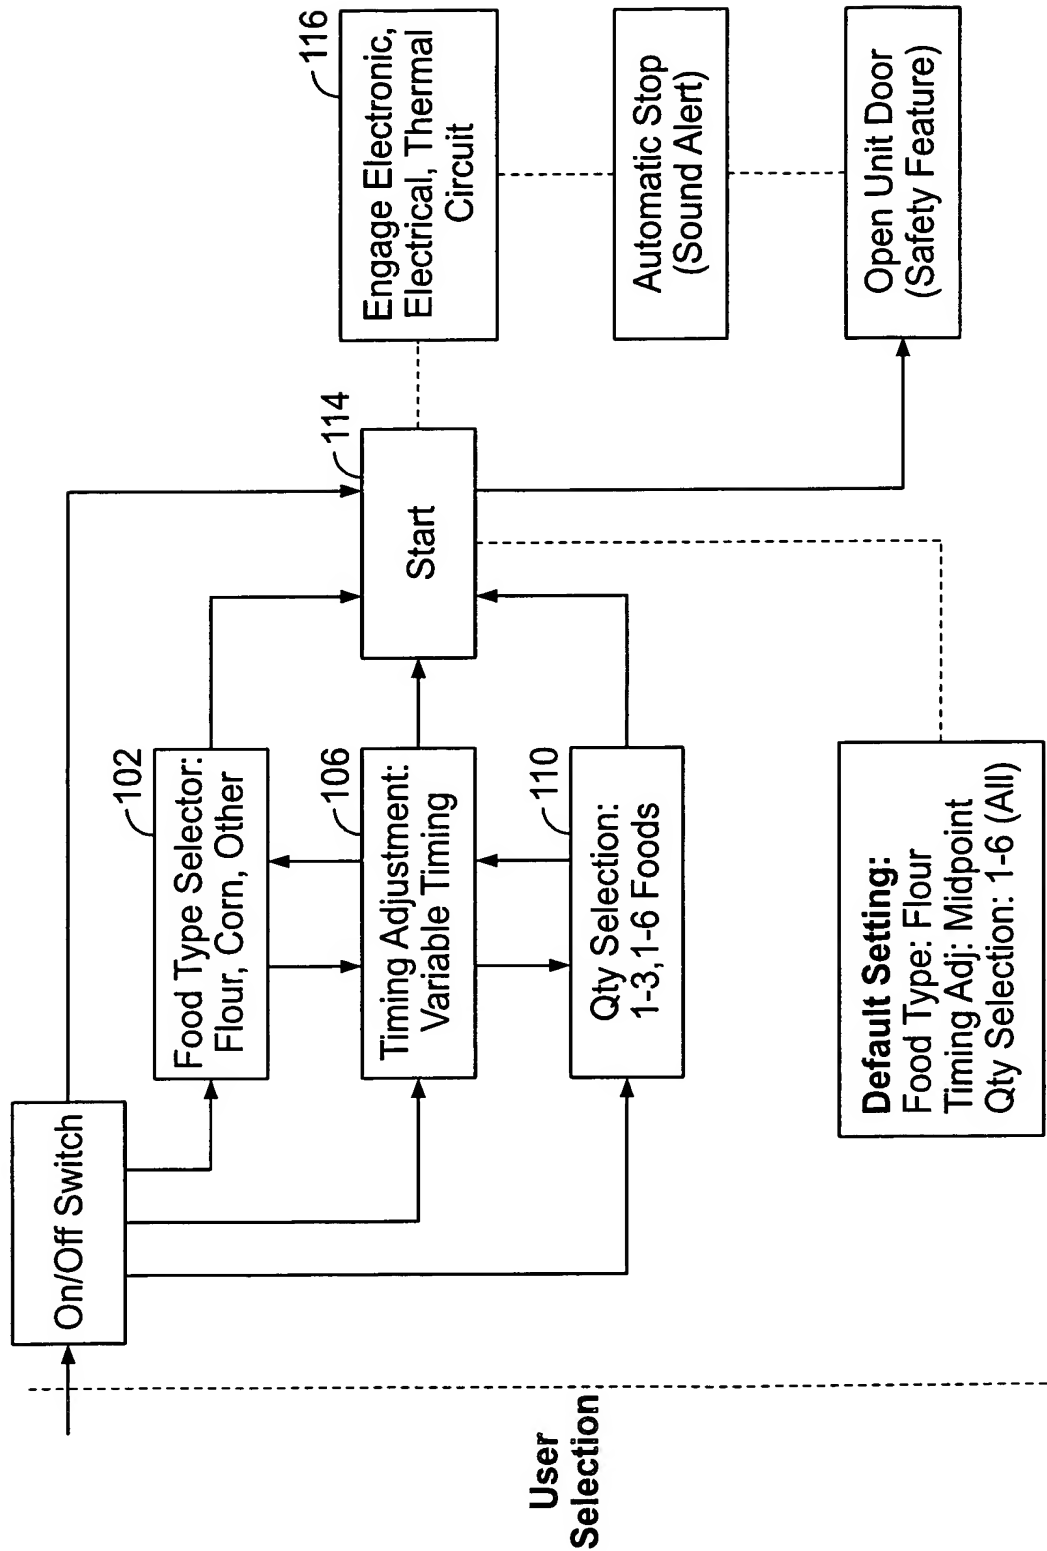 User
Selection
On/Off Switch
102
Food Type Selector:
Flour, Corn, Other
106
Timing Adjustment:
Variable Timing
110
Qty Selection:
1-3, 1-6 Foods
Default Setting:
Food Type: Flour
Timing Adj: Midpoint
Qty Selection: 1-6 (All)
114
Start
116
Engage Electronic,
Electrical, Thermal
Circuit
Automatic Stop
(Sound Alert)
Open Unit Door
(Safety Feature)